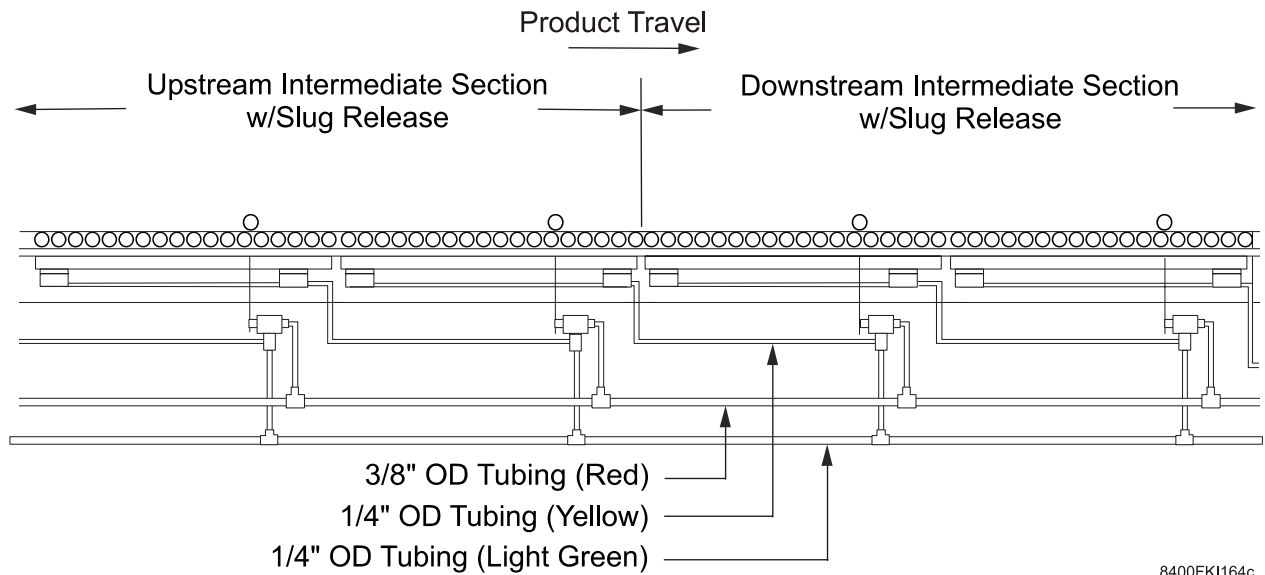 Product Travel
Upstream Intermediate Section
w/Slug Release
Downstream Intermediate Section
w/Slug Release
3/8" OD Tubing (Red)
1/4" OD Tubing (Yellow)
1/4" OD Tubing (Light Green)
8400EKI164c